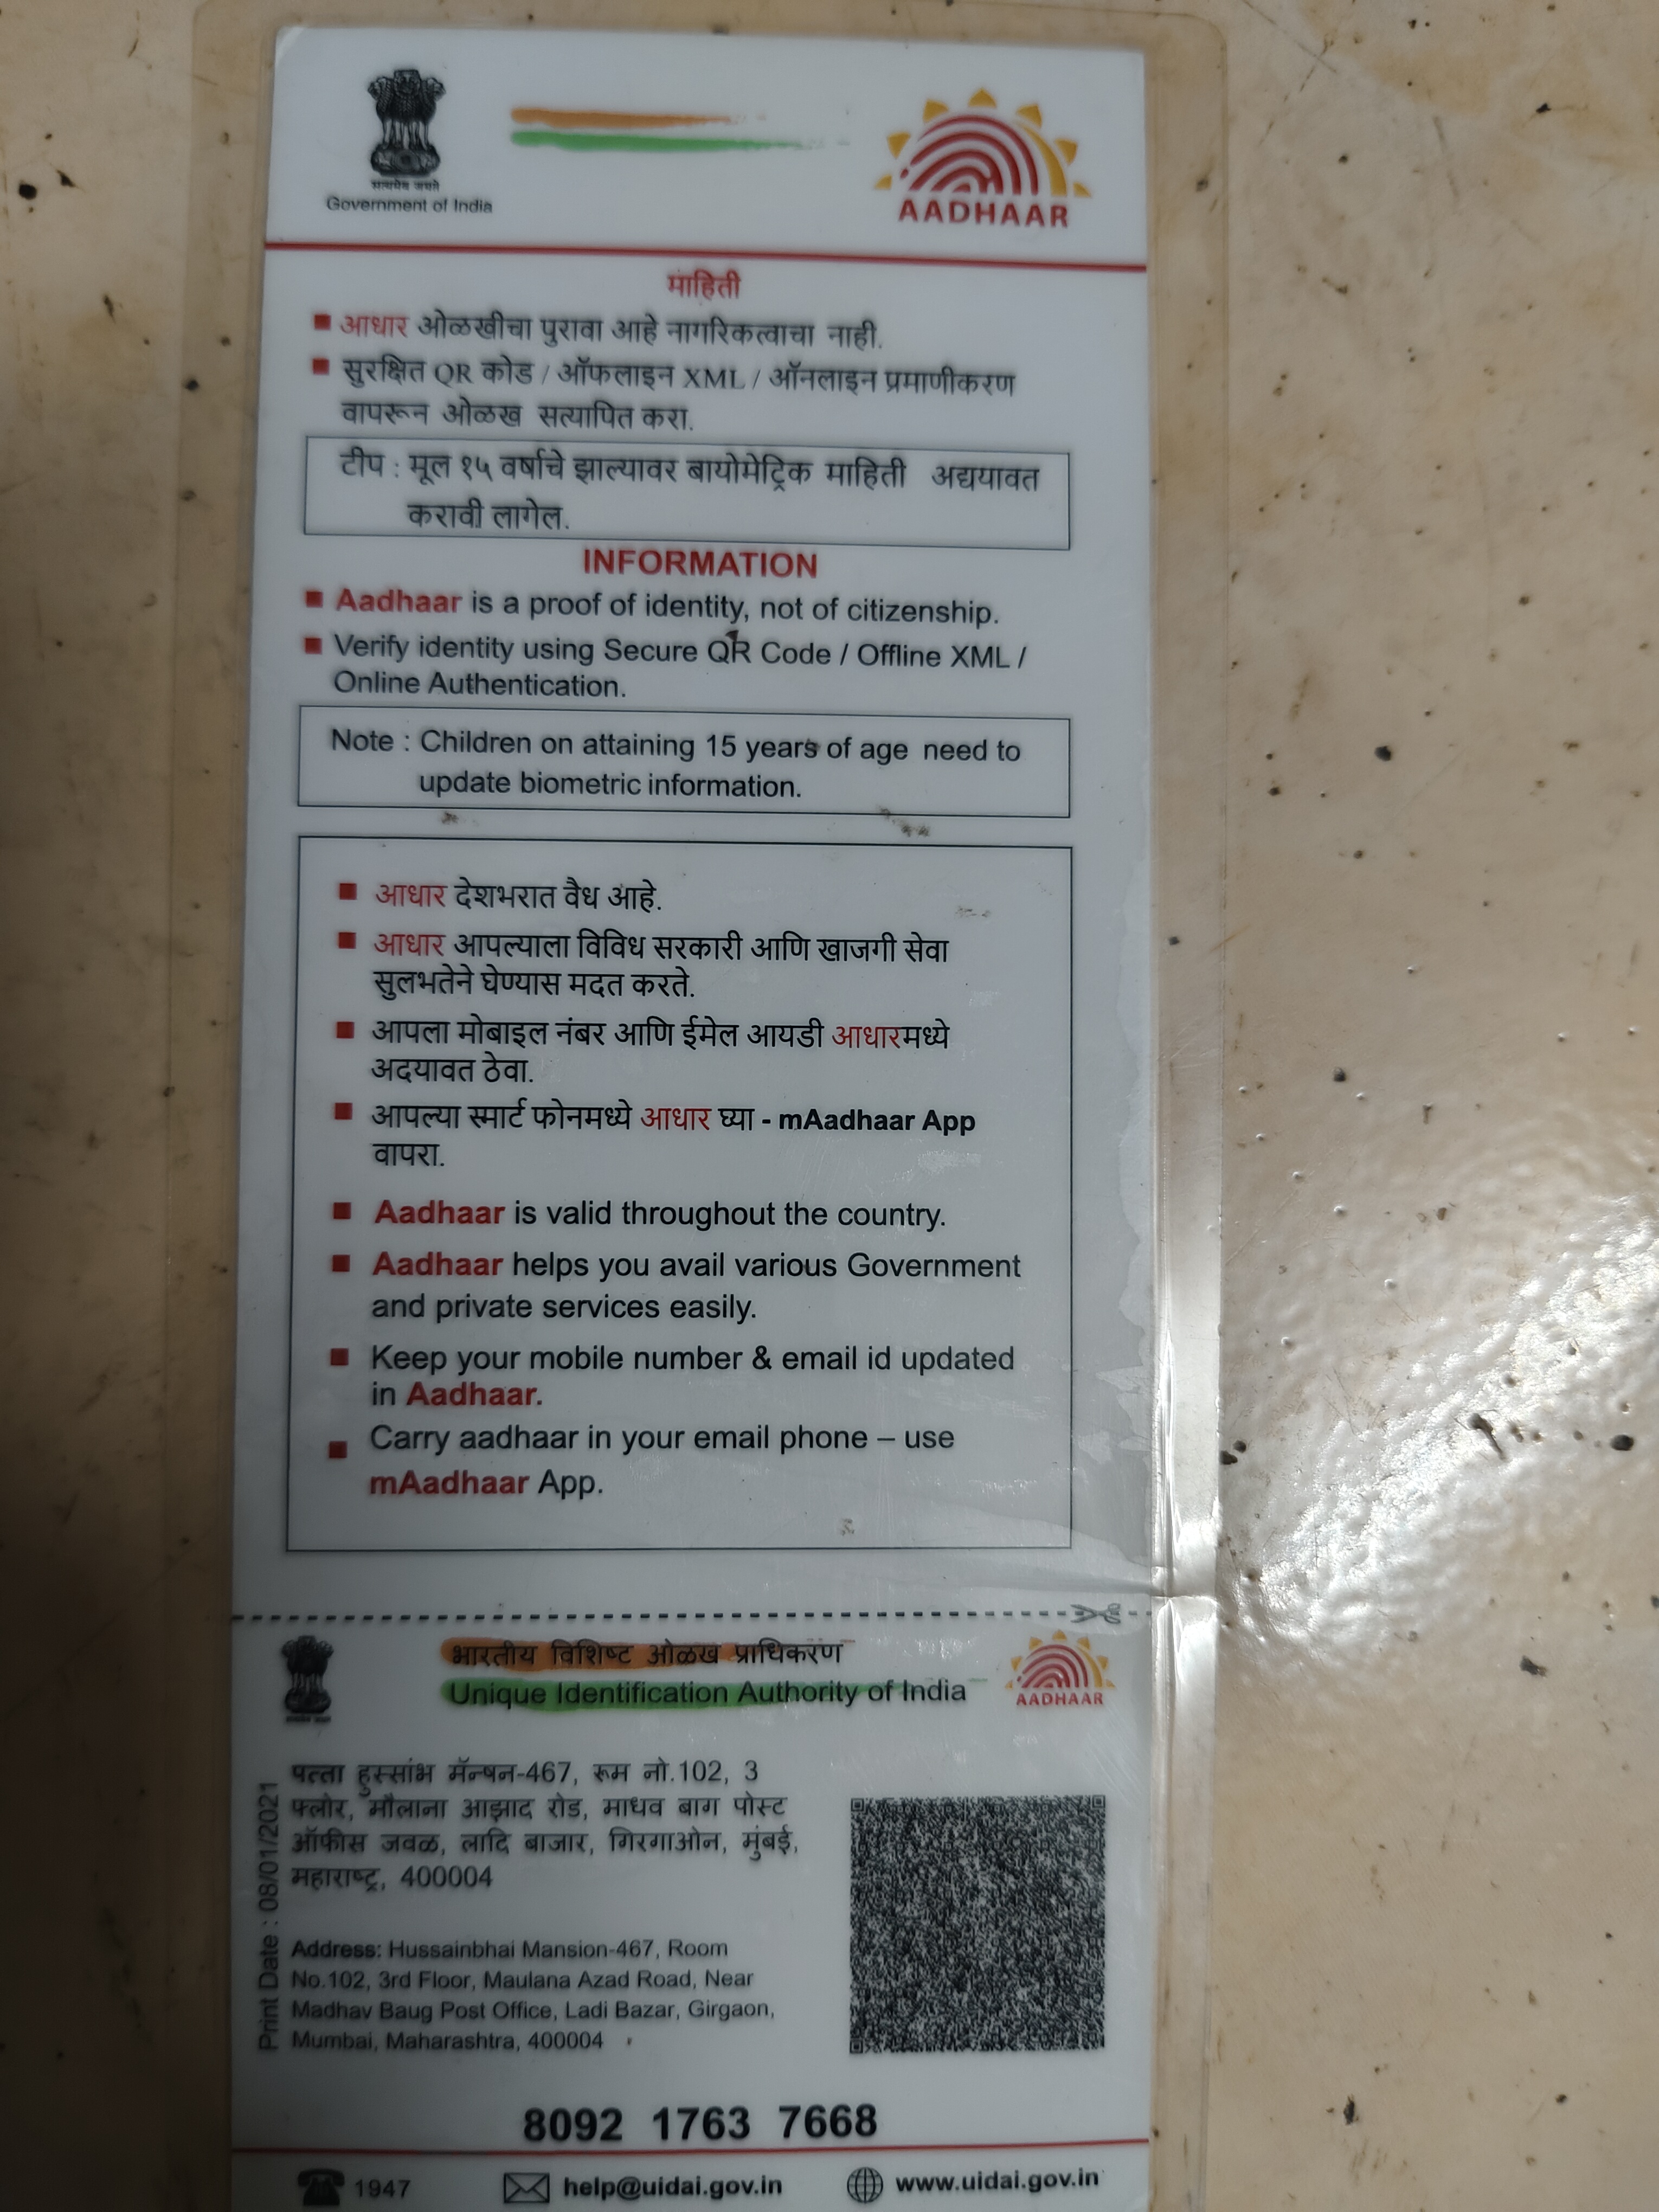 सत्यमेव जयते
Government of India
AADHAAR
माहिती
आधार ओळखीचा पुरावा आहे नागरिकत्वाचा नाही.
सुरक्षित QR कोड / ऑफलाइन XML / ऑनलाइन प्रमाणीकरण
वापरून ओळख सत्यापित करा.
टीप : मूल १५ वर्षाचे झाल्यावर बायोमेट्रिक माहिती अद्ययावत
करावी लागेल.
INFORMATION
Aadhaar is a proof of identity, not of citizenship.
Verify identity using Secure QR Code / Offline XML /
Online Authentication.
Note : Children on attaining 15 years of age need to
update biometric information.
आधार देशभरात वैध आहे.
आधार आपल्याला विविध सरकारी आणि खाजगी सेवा
सुलभतेने घेण्यास मदत करते.
आपला मोबाइल नंबर आणि ईमेल आयडी आधारमध्ये
अदयावत ठेवा.
आपल्या स्मार्ट फोनमध्ये आधार घ्या - mAadhaar App
वापरा.
Aadhaar is valid throughout the country.
Aadhaar helps you avail various Government
and private services easily.
Keep your mobile number & email id updated
in Aadhaar.
Carry aadhaar in your email phone – use
mAadhaar App.
भारतीय विशिष्ट ओळख प्राधिकरण
Unique Identification Authority of India
AADHAAR
पत्ता हुस्सांभ मॅन्षन-467, रूम नो.102, 3
फ्लोर, मौलाना आझाद रोड, माधव बाग पोस्ट
ऑफीस जवळ, लादि बाजार, गिरगाओन, मुंबई,
महाराष्ट्र, 400004
Print Date : 08/01/2021
Address: Hussainbhai Mansion-467, Room
No.102, 3rd Floor, Maulana Azad Road, Near
Madhav Baug Post Office, Ladi Bazar, Girgaon,
Mumbai, Maharashtra, 400004
8092 1763 7668
1947
help@uidai.gov.in
www.uidai.gov.in